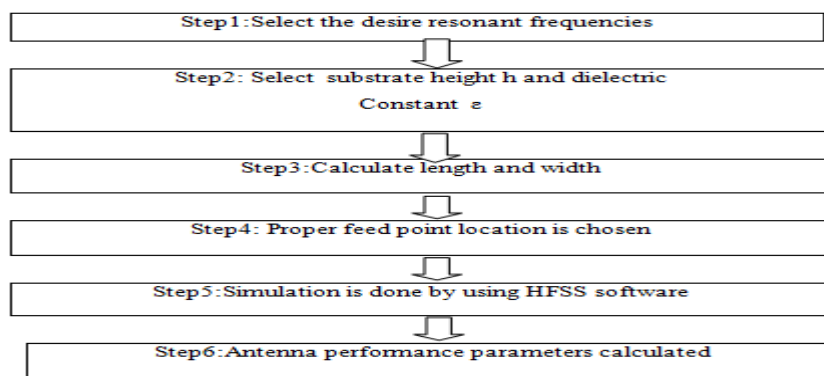 Step1:Select the desire resonant frequencies
Step2: Select substrate height h and dielectric
Constant ε
Step3:Calculate length and width
Step4: Proper feed point location is chosen
Step5:Simulation is done by using HFSS software
Step6:Antenna performance parameters calculated